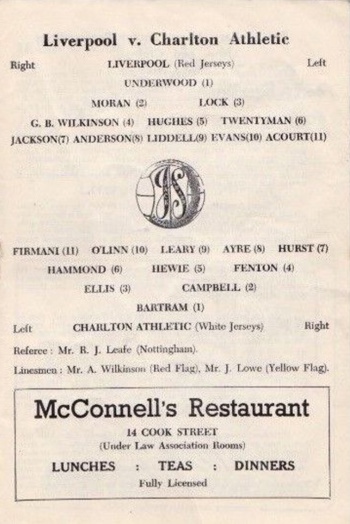 Liverpool v. Charlton Athletic
Right LIVERPOOL (Red Jerseys) Left
UNDERWOOD (1)
MORAN (2) LOCK (3)
G. B. WILKINSON (4) HUGHES (5) TWENTYMAN (6)
JACKSON(7) ANDERSON(8) LIDDELL(9) EVANS(10) ACOURT(11)
FIRMANI (11) O'LINN (10) LEARY (9) AYRE (8) HURST (7)
HAMMOND (6) HEWIE (5) FENTON (4)
ELLIS (3) CAMPBELL (2)
BARTRAM (1)
Left CHARLTON ATHLETIC (White Jerseys) Right
Referee : Mr. R. J. Leafe (Nottingham).
Linesmen : Mr. A. Wilkinson (Red Flag), Mr. J. Lowe (Yellow Flag).
McConnell's Restaurant
14 COOK STREET
(Under Law Association Rooms)
LUNCHES : TEAS : DINNERS
Fully Licensed